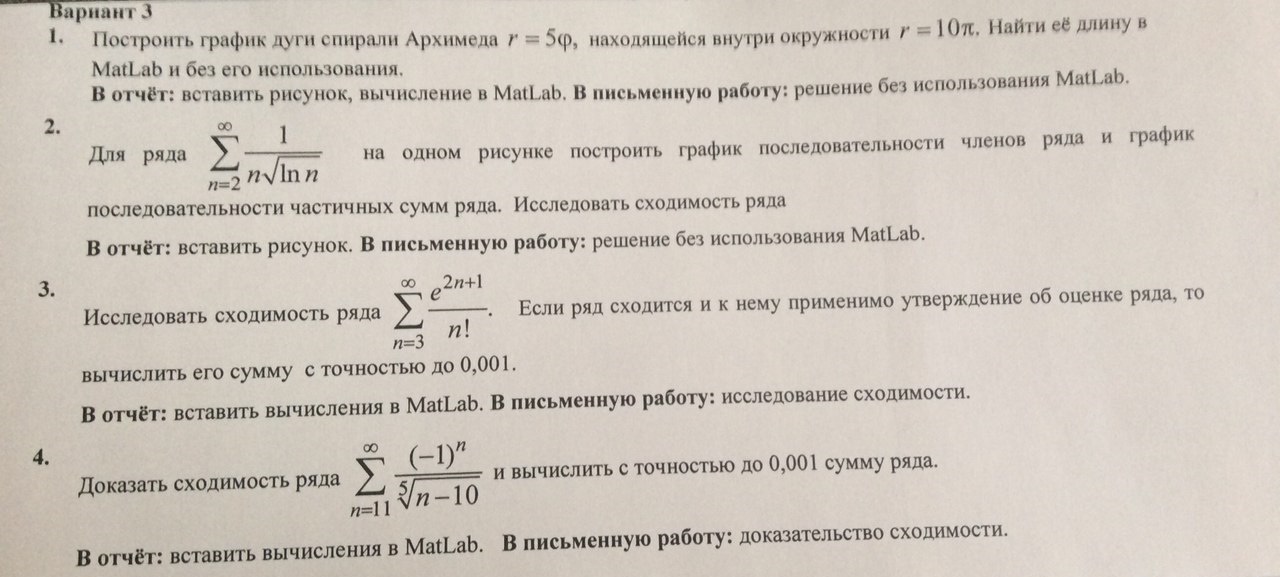 Вариант 3
1. Построить график дуги спирали Архимеда r = 5φ, находящейся внутри окружности r = 10π. Найти её длину в
MatLab и без его использования.
В отчёт: вставить рисунок, вычисление в MatLab. В письменную работу: решение без использования MatLab.
2. Для ряда \sum_{n=2}^{\infty} \frac{1}{n\sqrt{\ln n}} на одном рисунке построить график последовательности членов ряда и график
последовательности частичных сумм ряда. Исследовать сходимость ряда
В отчёт: вставить рисунок. В письменную работу: решение без использования MatLab.
3. Исследовать сходимость ряда \sum_{n=3}^{\infty} \frac{e^{2n+1}}{n!}. Если ряд сходится и к нему применимо утверждение об оценке ряда, то
вычислить его сумму с точностью до 0,001.
В отчёт: вставить вычисления в MatLab. В письменную работу: исследование сходимости.
4. Доказать сходимость ряда \sum_{n=11}^{\infty} \frac{(-1)^n}{\sqrt[5]{n-10}} и вычислить с точностью до 0,001 сумму ряда.
В отчёт: вставить вычисления в MatLab. В письменную работу: доказательство сходимости.